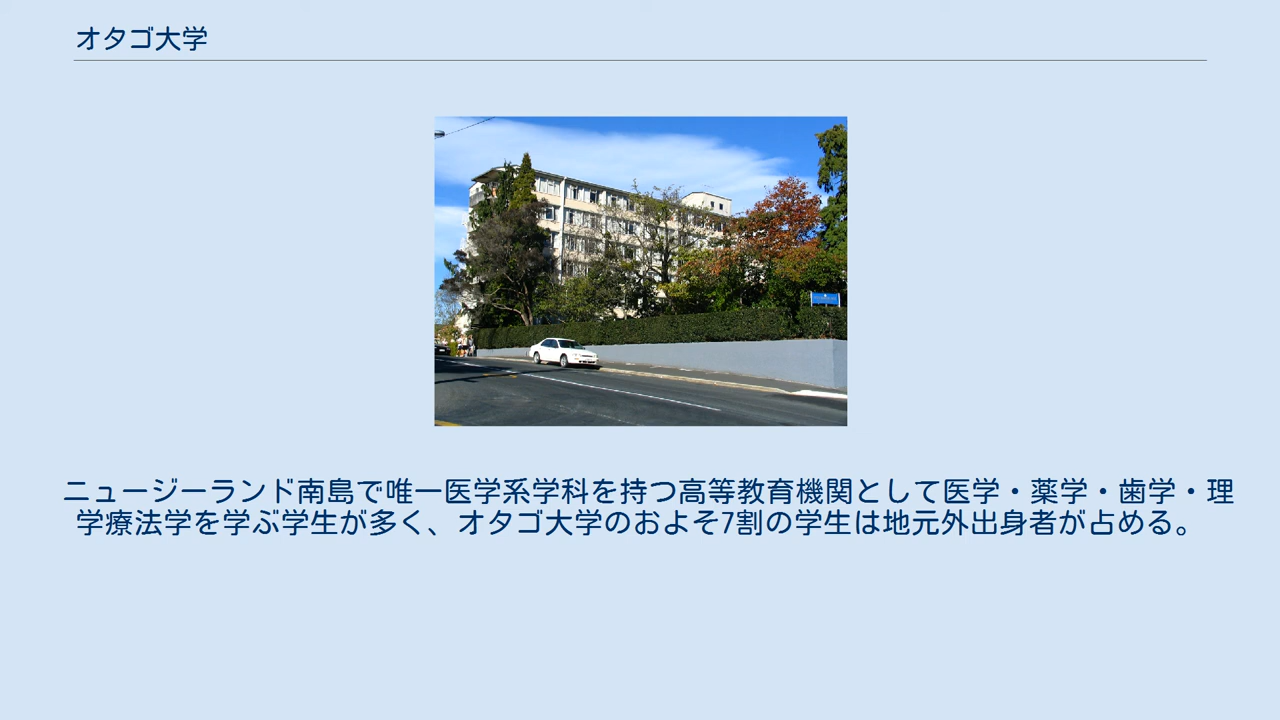 オタゴ大学
ニュージーランド南島で唯一医学系学科を持つ高等教育機関として医学・薬学・歯学・理
学療法学を学ぶ学生が多く、オタゴ大学のおよそ7割の学生は地元外出身者が占める。